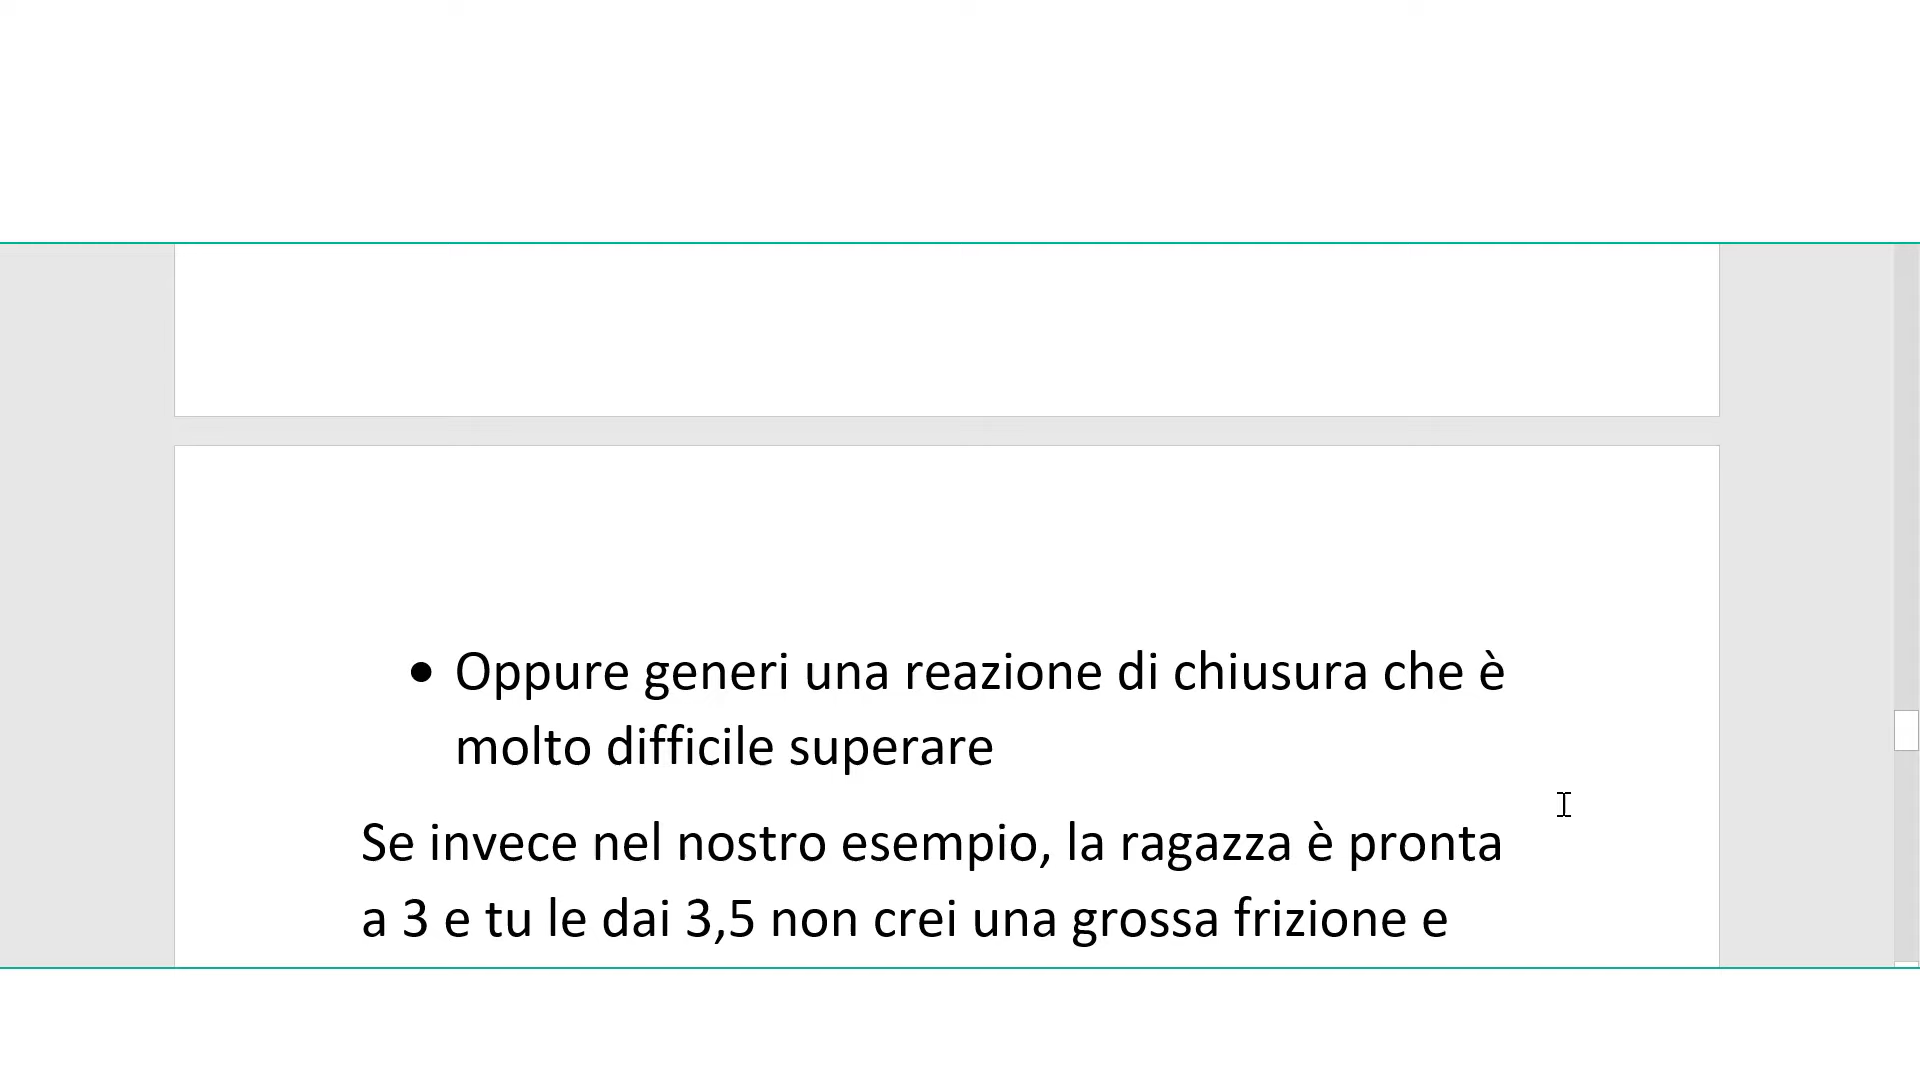 • Oppure generi una reazione di chiusura che è
molto difficile superare
Se invece nel nostro esempio, la ragazza è pronta
a 3 e tu le dai 3,5 non crei una grossa frizione e